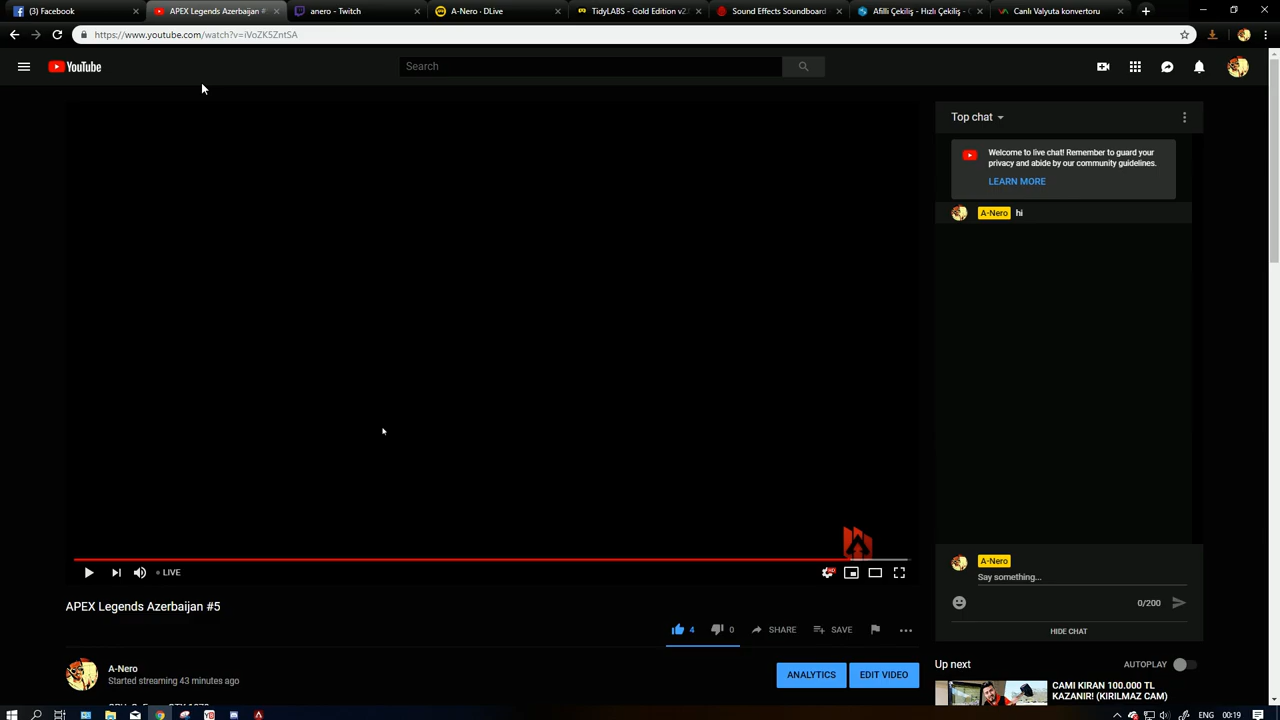 (3) Facebook
APEX Legends Azerbaijan #
anero - Twitch
A-Nero · DLive
TidyLABS - Gold Edition v2.
Sound Effects Soundboard
Afilli Çekiliş - Hızlı Çekiliş -
Canlı Valyuta konvertoru
https://www.youtube.com/watch?v=iVoZK5ZntSA
YouTube
Search
Top chat
Welcome to live chat! Remember to guard your
privacy and abide by our community guidelines.
LEARN MORE
A-Nero hi
LIVE
A-Nero
Say something...
0/200
HIDE CHAT
APEX Legends Azerbaijan #5
4 0 SHARE SAVE
A-Nero
Started streaming 43 minutes ago
ANALYTICS
EDIT VIDEO
Up next
AUTOPLAY
CAMI KIRAN 100.000 TL
KAZANIR! (KIRILMAZ CAM)
ENG 00:19